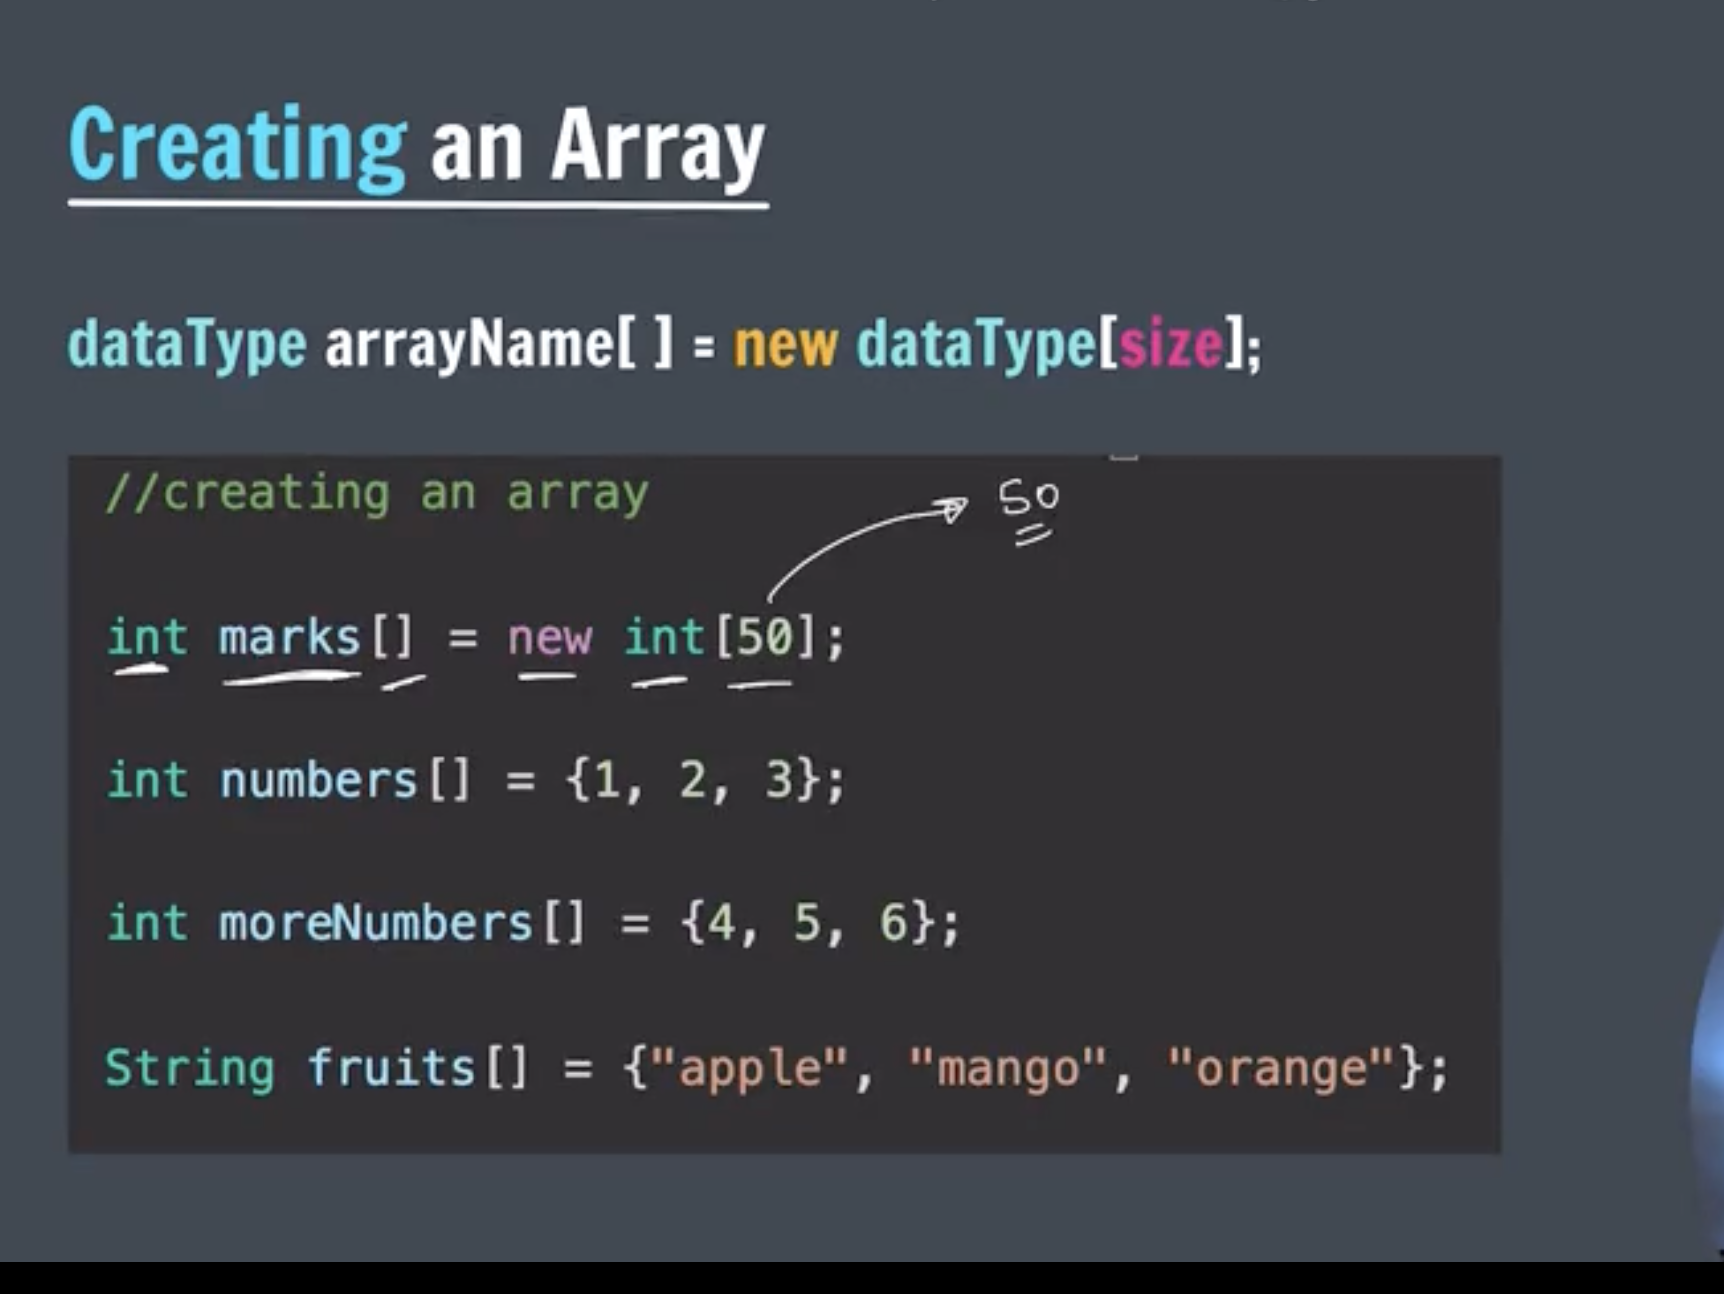 Creating an Array
dataType arrayName[ ] = new dataType[size];
//creating an array
50
int marks[] = new int[50];
int numbers[] = {1, 2, 3};
int moreNumbers[] = {4, 5, 6};
String fruits[] = {"apple", "mango", "orange"};